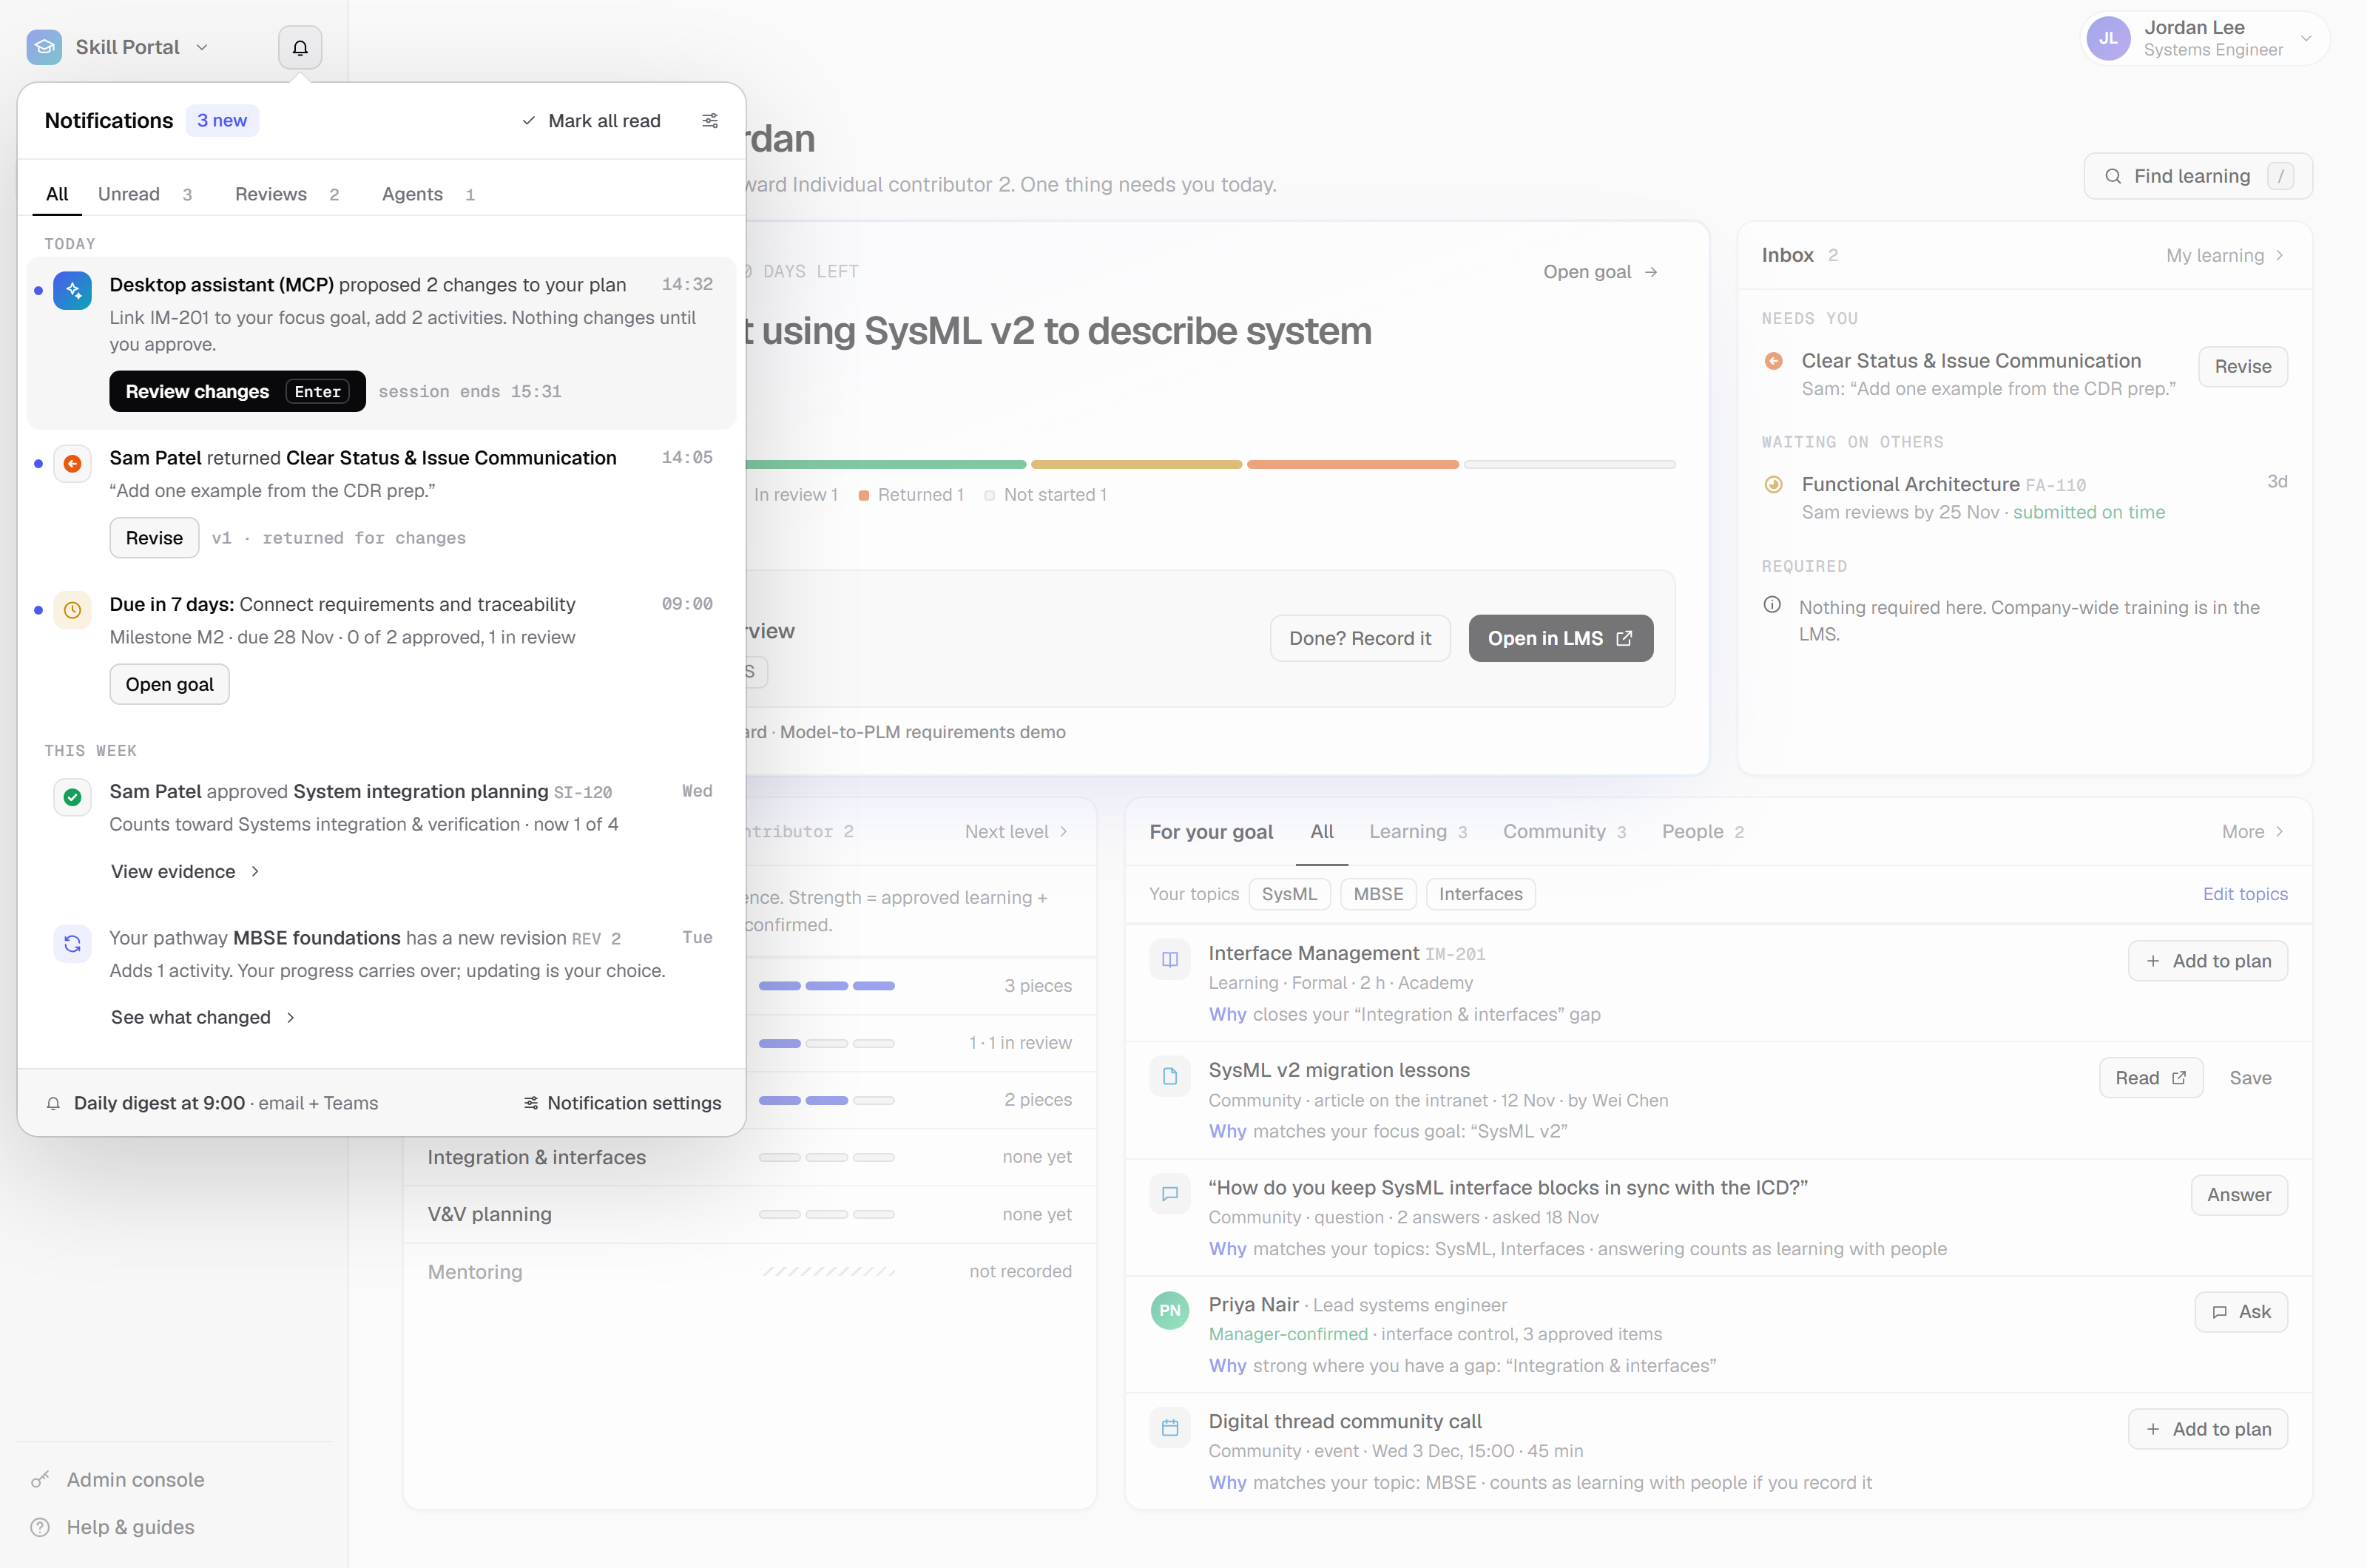 Skill Portal
JL
Jordan Lee
Systems Engineer
Notifications 3 new
Mark all read
All Unread 3 Reviews 2 Agents 1
TODAY
Desktop assistant (MCP) proposed 2 changes to your plan 14:32
Link IM-201 to your focus goal, add 2 activities. Nothing changes until
you approve.
Review changes Enter session ends 15:31
Sam Patel returned Clear Status & Issue Communication 14:05
“Add one example from the CDR prep.”
Revise v1 · returned for changes
Due in 7 days: Connect requirements and traceability 09:00
Milestone M2 · due 28 Nov · 0 of 2 approved, 1 in review
Open goal
THIS WEEK
Sam Patel approved System integration planning SI-120 Wed
Counts toward Systems integration & verification · now 1 of 4
View evidence
Your pathway MBSE foundations has a new revision REV 2 Tue
Adds 1 activity. Your progress carries over; updating is your choice.
See what changed
Daily digest at 9:00 · email + Teams
Notification settings
Admin console
Help & guides
Individual contributor 2. One thing needs you today.
Find learning /
DAYS LEFT
Open goal
using SysML v2 to describe system
In review 1 Returned 1 Not started 1
Done? Record it
Open in LMS
Model-to-PLM requirements demo
Inbox 2
My learning
NEEDS YOU
Clear Status & Issue Communication
Sam: “Add one example from the CDR prep.”
Revise
WAITING ON OTHERS
Functional Architecture FA-110 3d
Sam reviews by 25 Nov · submitted on time
REQUIRED
Nothing required here. Company-wide training is in the
LMS.
2
Next level
Strength = approved learning +
confirmed.
3 pieces
1 · 1 in review
2 pieces
Integration & interfaces none yet
V&V planning none yet
Mentoring not recorded
For your goal All Learning 3 Community 3 People 2
More
Your topics SysML MBSE Interfaces
Edit topics
Interface Management IM-201
Learning · Formal · 2 h · Academy
Why closes your “Integration & interfaces” gap
Add to plan
SysML v2 migration lessons
Community · article on the intranet · 12 Nov · by Wei Chen
Why matches your focus goal: “SysML v2”
Read
Save
“How do you keep SysML interface blocks in sync with the ICD?”
Community · question · 2 answers · asked 18 Nov
Why matches your topics: SysML, Interfaces · answering counts as learning with people
Answer
PN
Priya Nair · Lead systems engineer
Manager-confirmed · interface control, 3 approved items
Why strong where you have a gap: “Integration & interfaces”
Ask
Digital thread community call
Community · event · Wed 3 Dec, 15:00 · 45 min
Why matches your topic: MBSE · counts as learning with people if you record it
Add to plan